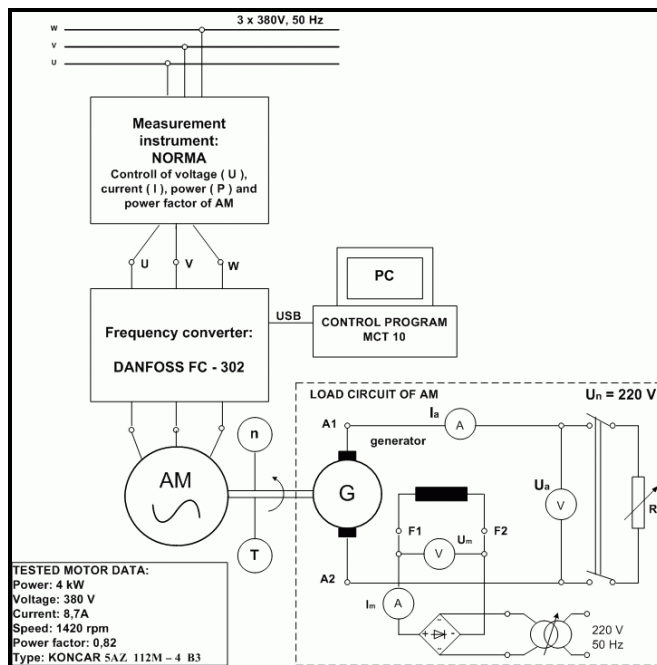 3 x 380V, 50 Hz
W
V
U
Measurement
instrument:
NORMA
Controll of voltage ( U ),
current ( I ), power ( P ) and
power factor of AM
U
V
W
PC
USB
CONTROL PROGRAM
MCT 10
Frequency converter:
DANFOSS FC - 302
LOAD CIRCUIT OF AM
Un = 220 V
Ia
A1
A
generator
n
AM
G
Ua
V
R
F1
F2
Um
V
T
A2
Im
A
220 V
50 Hz
TESTED MOTOR DATA:
Power: 4 kW
Voltage: 380 V
Current: 8,7A
Speed: 1420 rpm
Power factor: 0,82
Type: KONCAR 5AZ 112M – 4 B3